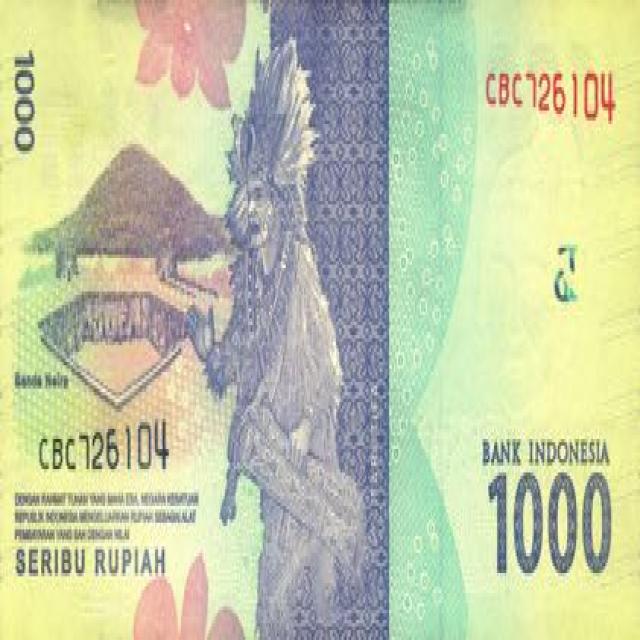 1000
CBC726104
Banda Neira
CBC726104
DENGAN RAHMAT TUHAN YANG MAHA ESA, NEGARA KESATUAN
REPUBLIK INDONESIA MENGELUARKAN RUPIAH SEBAGAI ALAT
PEMBAYARAN YANG SAH DENGAN NILAI
SERIBU RUPIAH
BANK INDONESIA
1000